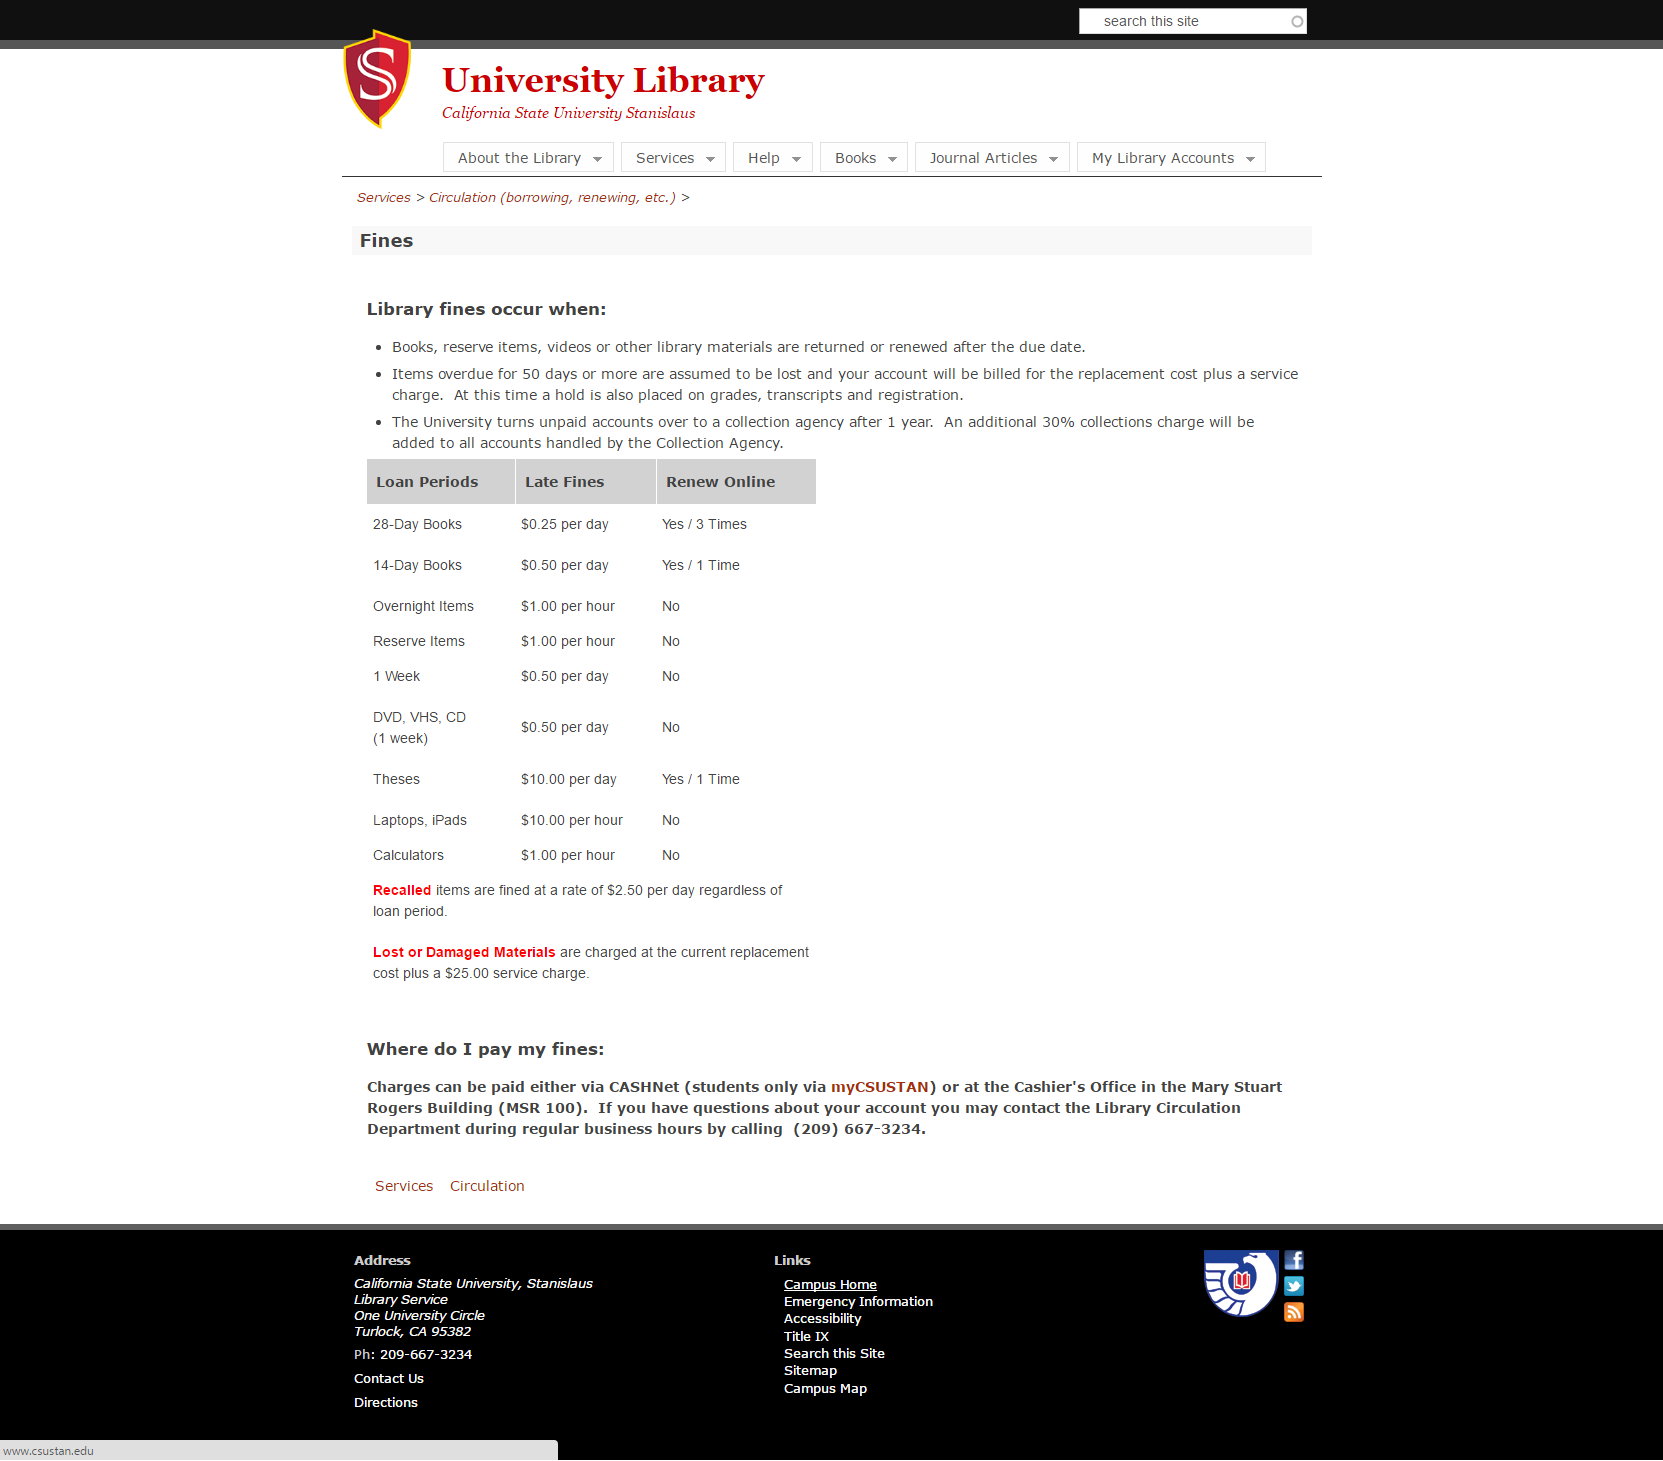 search this site
S
University Library
California State University Stanislaus
About the Library Services Help Books Journal Articles My Library Accounts
Services > Circulation (borrowing, renewing, etc.) >
Fines
Library fines occur when:
• Books, reserve items, videos or other library materials are returned or renewed after the due date.
• Items overdue for 50 days or more are assumed to be lost and your account will be billed for the replacement cost plus a service
charge.  At this time a hold is also placed on grades, transcripts and registration.
• The University turns unpaid accounts over to a collection agency after 1 year.  An additional 30% collections charge will be
added to all accounts handled by the Collection Agency.
Loan Periods Late Fines Renew Online
28-Day Books $0.25 per day Yes / 3 Times
14-Day Books $0.50 per day Yes / 1 Time
Overnight Items $1.00 per hour No
Reserve Items $1.00 per hour No
1 Week $0.50 per day No
DVD, VHS, CD
(1 week) $0.50 per day No
Theses $10.00 per day Yes / 1 Time
Laptops, iPads $10.00 per hour No
Calculators $1.00 per hour No
Recalled items are fined at a rate of $2.50 per day regardless of
loan period.
Lost or Damaged Materials are charged at the current replacement
cost plus a $25.00 service charge.
Where do I pay my fines:
Charges can be paid either via CASHNet (students only via myCSUSTAN) or at the Cashier's Office in the Mary Stuart
Rogers Building (MSR 100).  If you have questions about your account you may contact the Library Circulation
Department during regular business hours by calling  (209) 667-3234.
Services Circulation
Address
California State University, Stanislaus
Library Service
One University Circle
Turlock, CA 95382
Ph: 209-667-3234
Contact Us
Directions
Links
Campus Home
Emergency Information
Accessibility
Title IX
Search this Site
Sitemap
Campus Map
f
www.csustan.edu